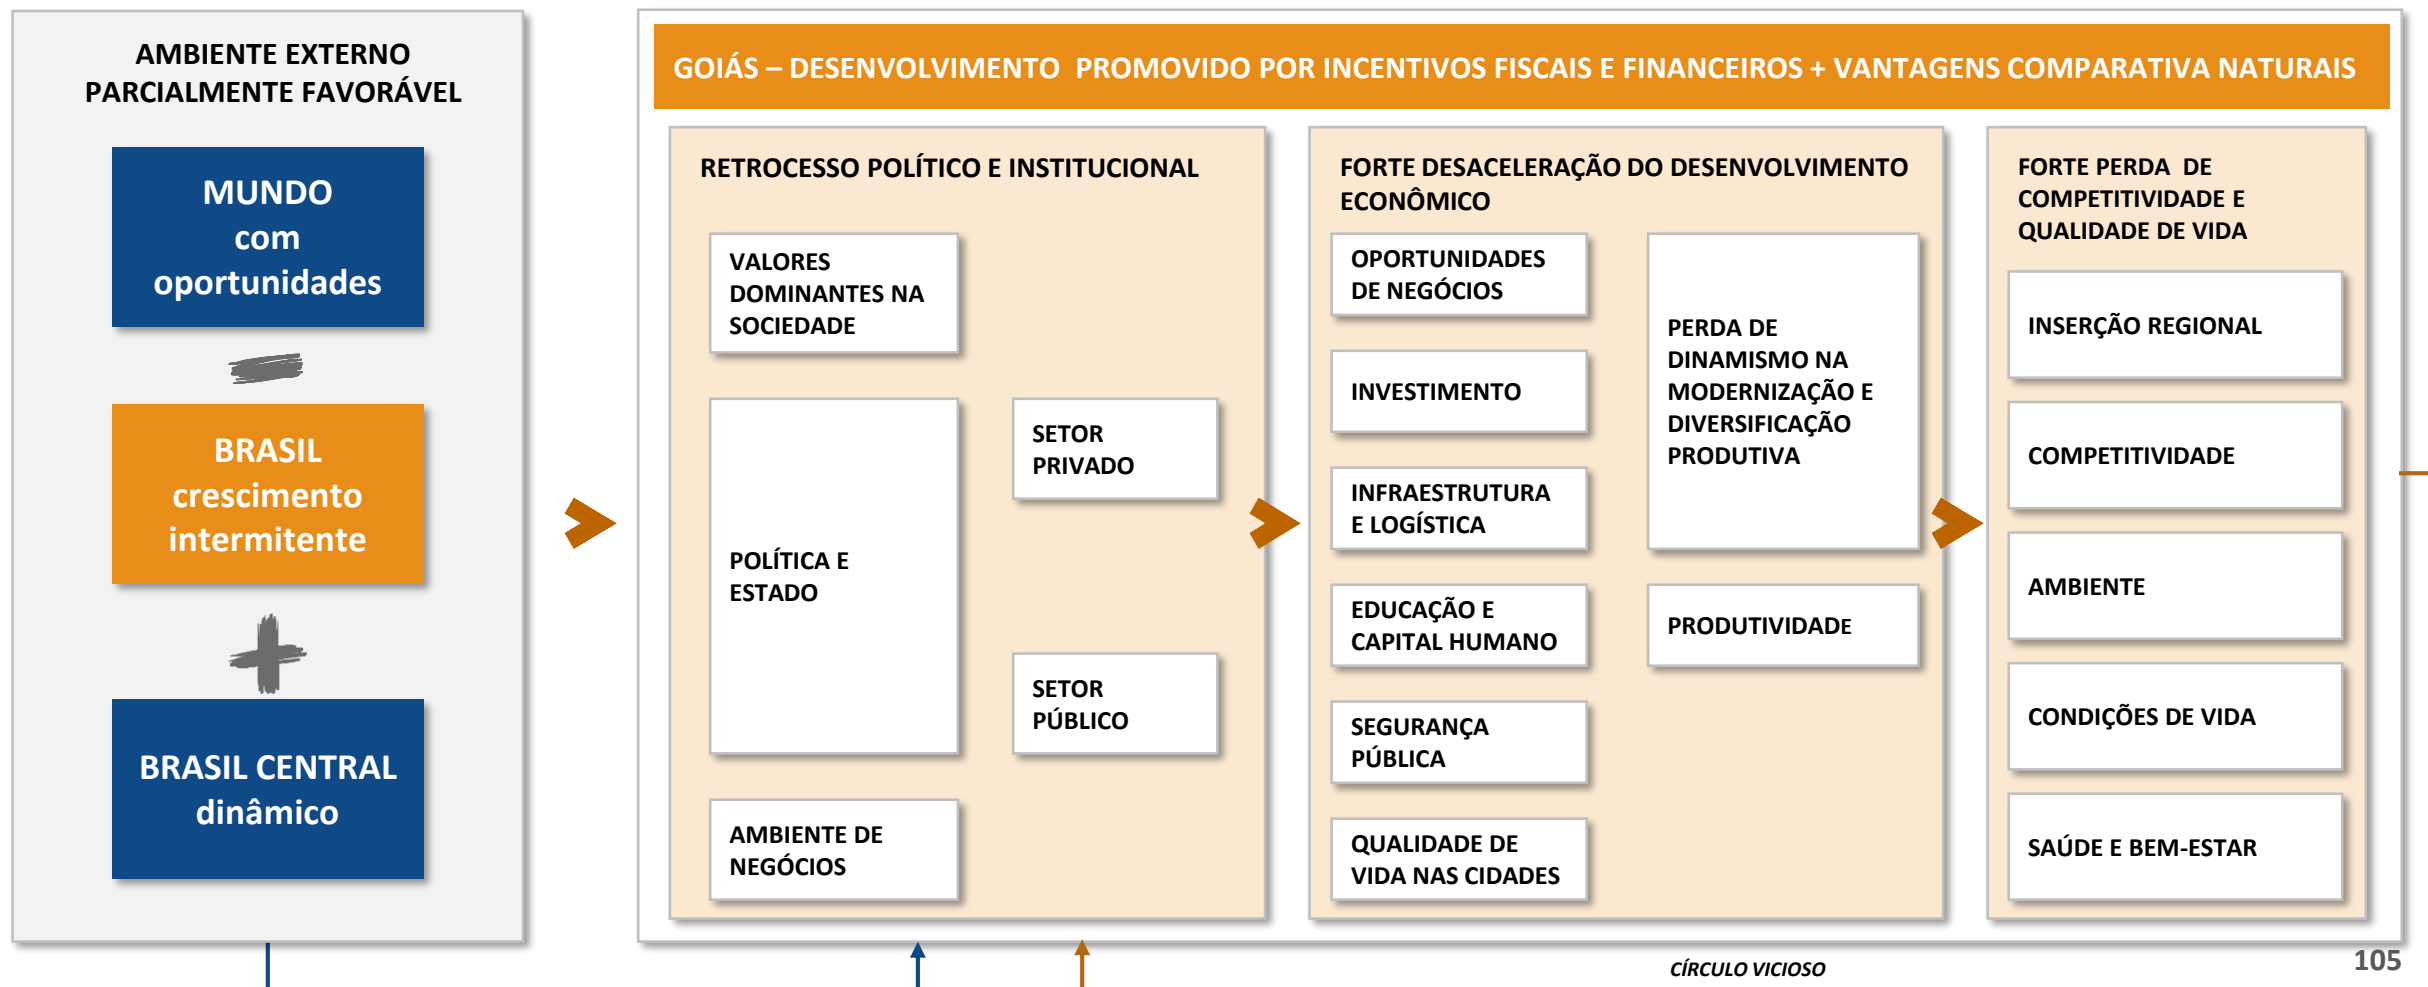 AMBIENTE EXTERNO
PARCIALMENTE FAVORÁVEL
MUNDO
com
oportunidades
BRASIL
crescimento
intermitente
BRASIL CENTRAL
dinâmico
GOIÁS – DESENVOLVIMENTO PROMOVIDO POR INCENTIVOS FISCAIS E FINANCEIROS + VANTAGENS COMPARATIVA NATURAIS
RETROCESSO POLÍTICO E INSTITUCIONAL
VALORES
DOMINANTES NA
SOCIEDADE
POLÍTICA E
ESTADO
AMBIENTE DE
NEGÓCIOS
SETOR
PRIVADO
SETOR
PÚBLICO
FORTE DESACELERAÇÃO DO DESENVOLVIMENTO
ECONÔMICO
OPORTUNIDADES
DE NEGÓCIOS
INVESTIMENTO
INFRAESTRUTURA
E LOGÍSTICA
EDUCAÇÃO E
CAPITAL HUMANO
SEGURANÇA
PÚBLICA
QUALIDADE DE
VIDA NAS CIDADES
PERDA DE
DINAMISMO NA
MODERNIZAÇÃO E
DIVERSIFICAÇÃO
PRODUTIVA
PRODUTIVIDADE
FORTE PERDA DE
COMPETITIVIDADE E
QUALIDADE DE VIDA
INSERÇÃO REGIONAL
COMPETITIVIDADE
AMBIENTE
CONDIÇÕES DE VIDA
SAÚDE E BEM-ESTAR
CÍRCULO VICIOSO
105